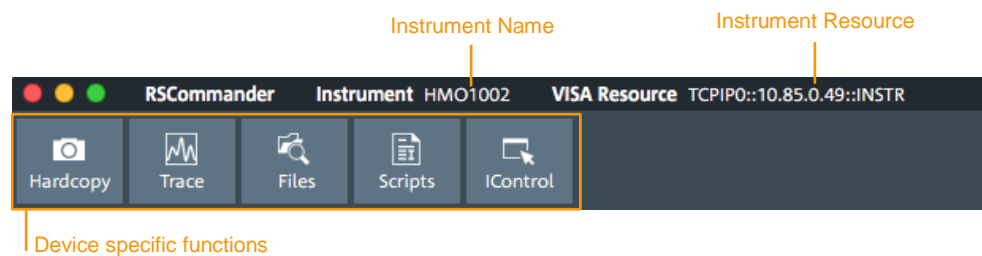 Instrument Name
Instrument Resource
RSCommander Instrument HMO1002 VISA Resource TCPIP0::10.85.0.49::INSTR
Hardcopy Trace Files Scripts IControl
Device specific functions